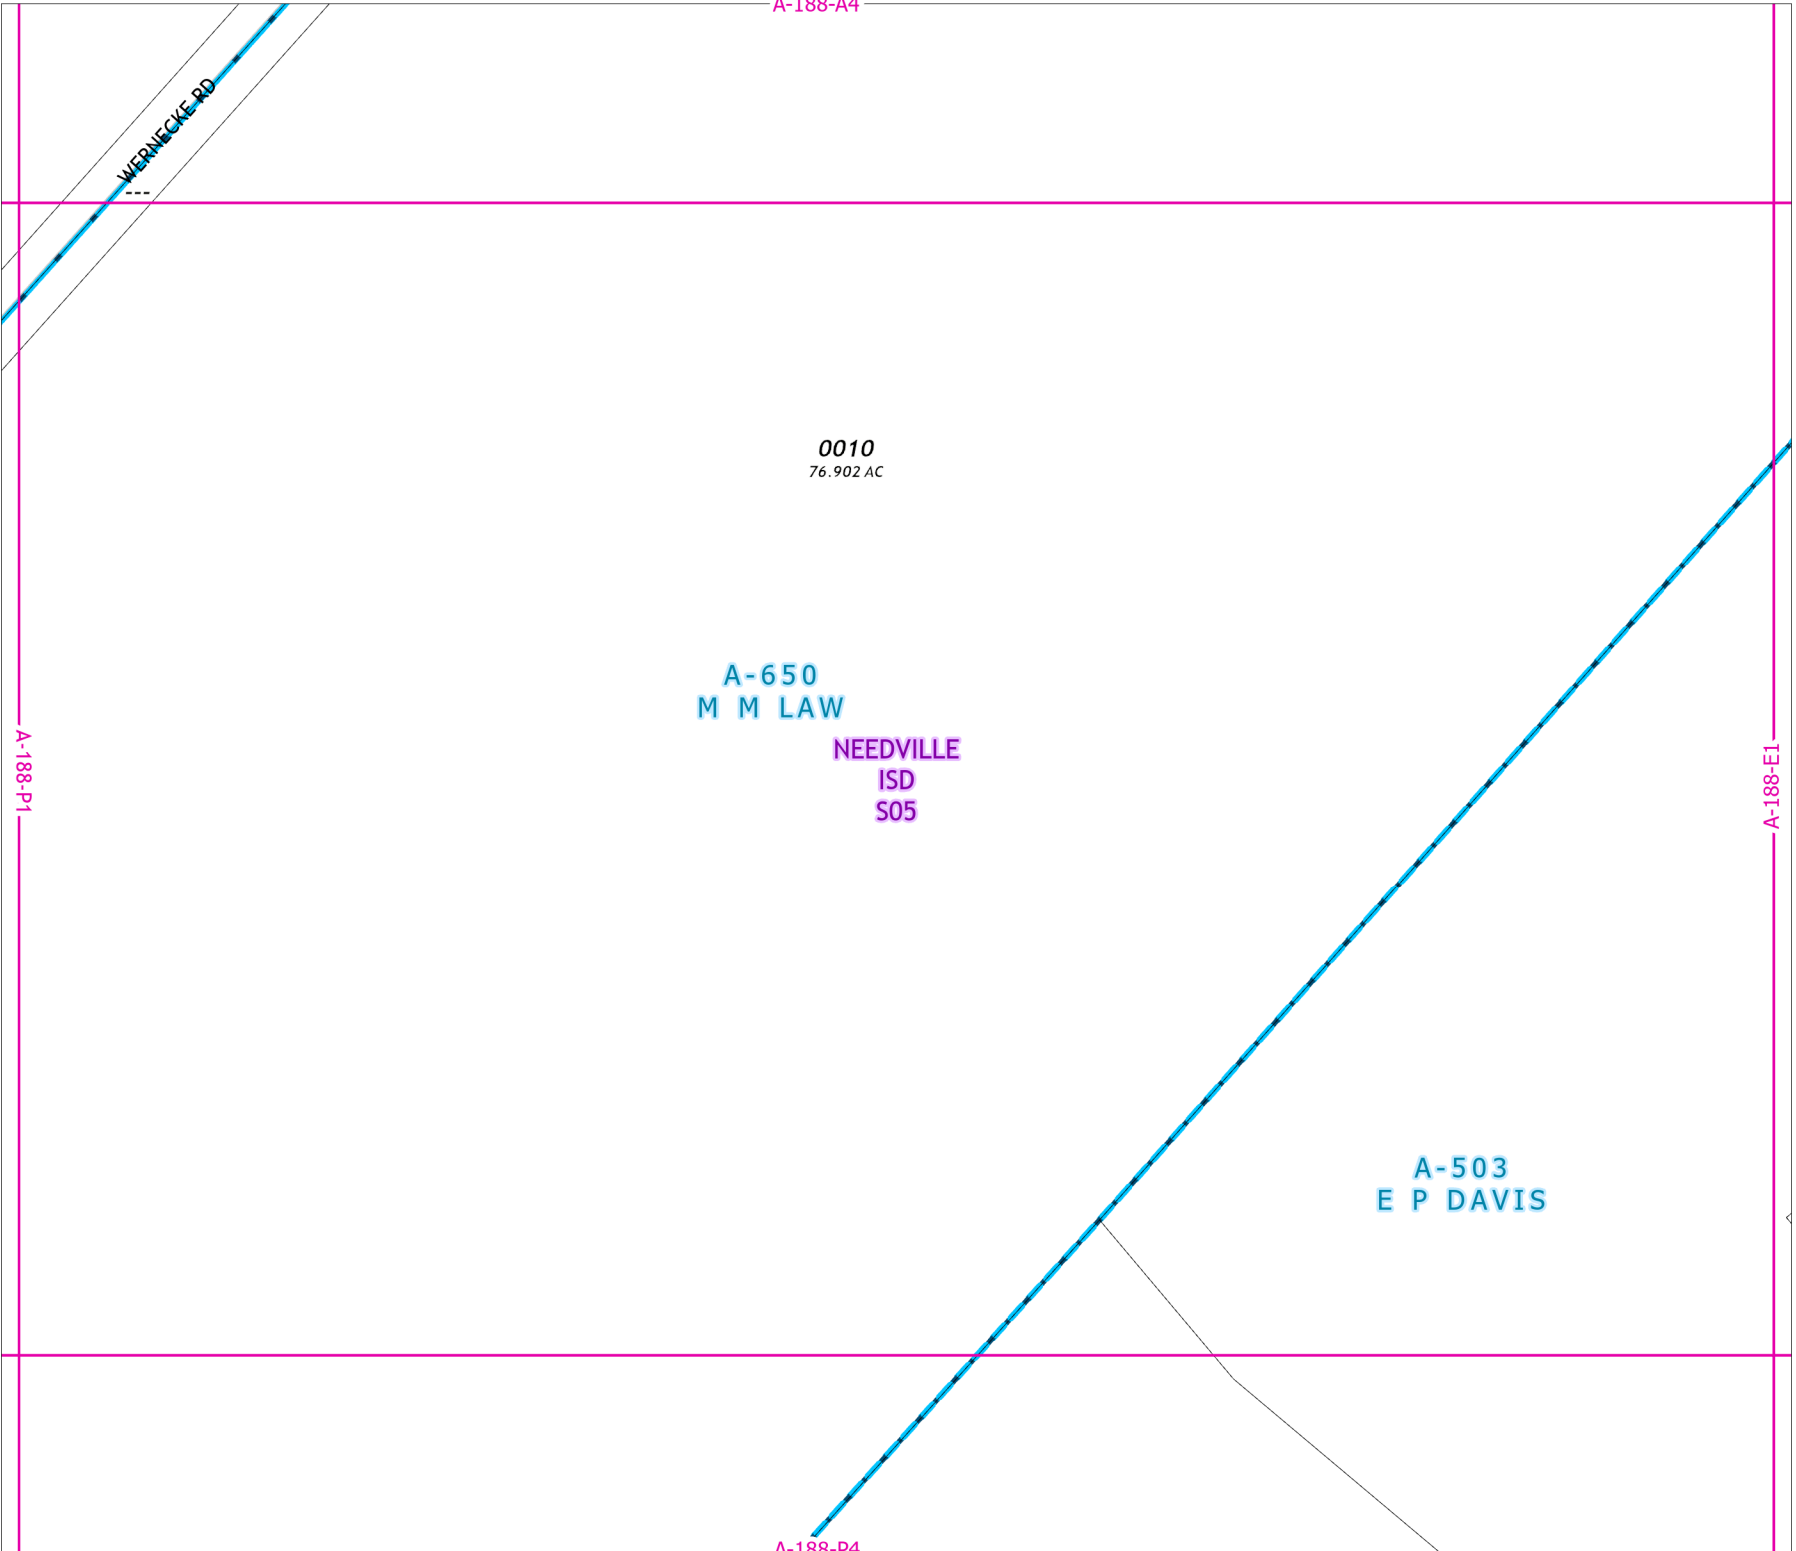 A-188-A4
WERNECKE RD
---
0010
76.902 AC
A-650
M M LAW
NEEDVILLE
ISD
S05
A-188-P1
A-188-E1
A-503
E P DAVIS
A-188-P4